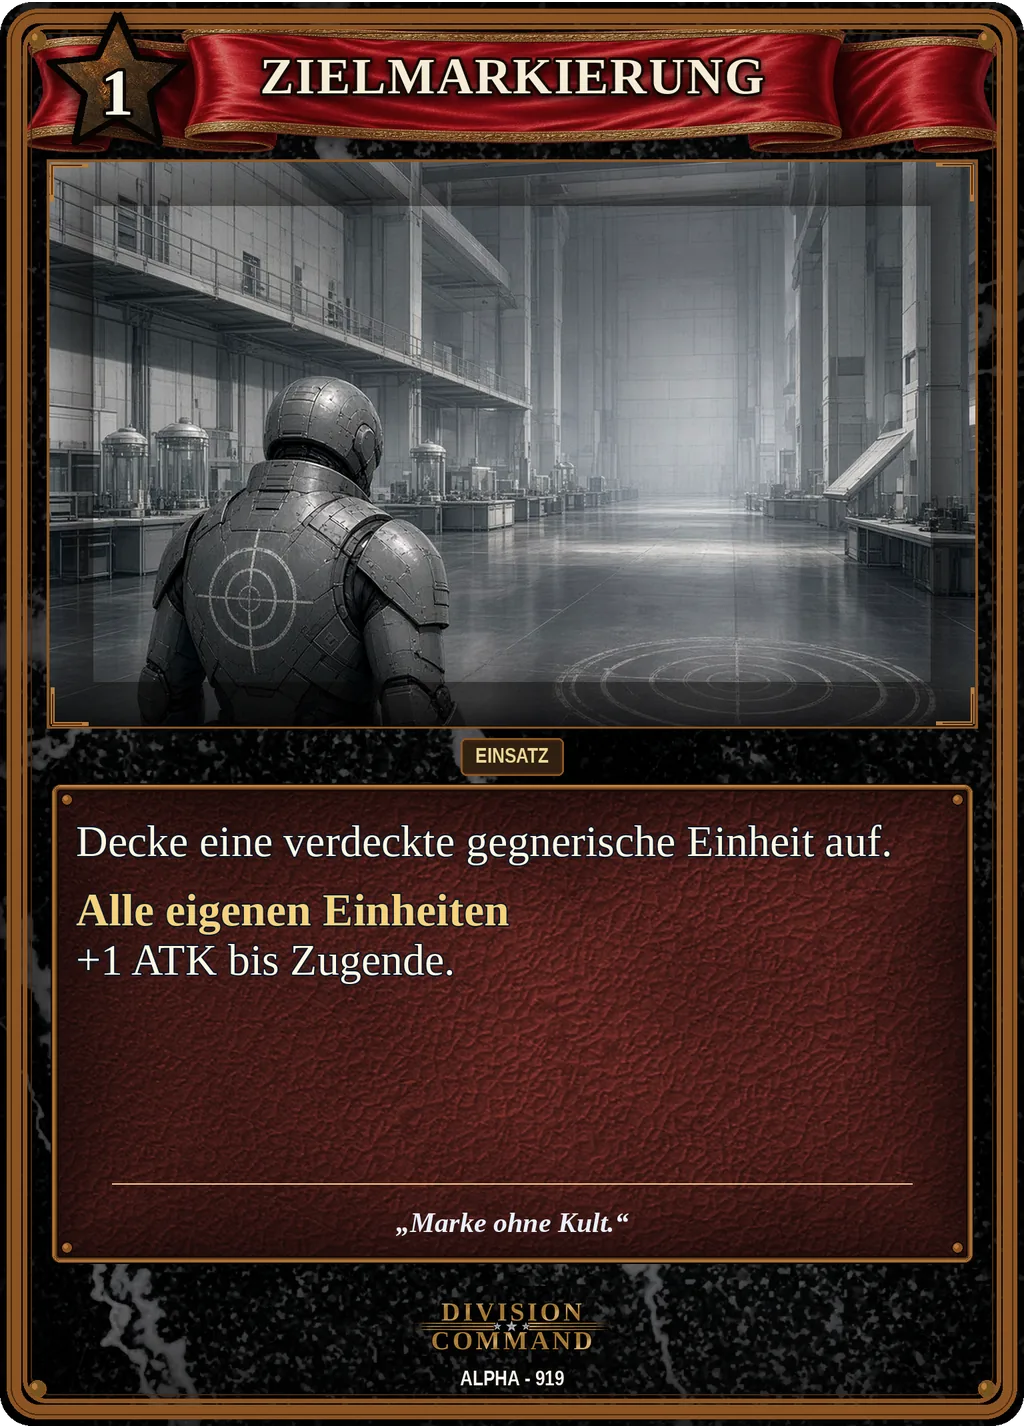 1
ZIELMARKIERUNG
EINSATZ
Decke eine verdeckte gegnerische Einheit auf.
Alle eigenen Einheiten
+1 ATK bis Zugende.
„Marke ohne Kult.“
DIVISION
COMMAND
ALPHA - 919